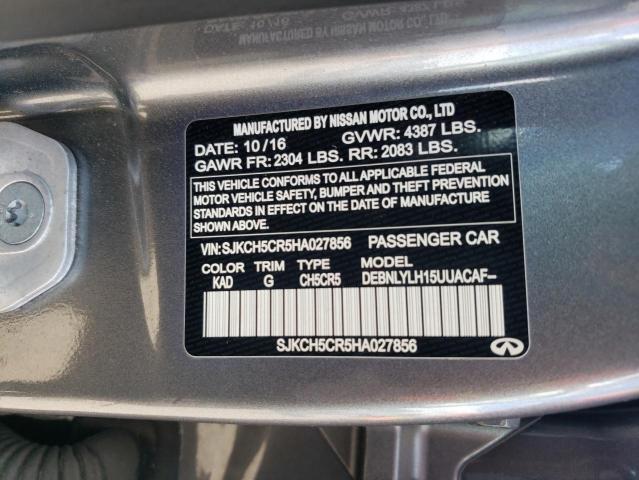 MANUFACTURED BY NISSAN MOTOR CO., LTD
DATE: 10/16 GVWR: 4387 LBS.
GAWR FR: 2304 LBS. RR: 2083 LBS.
THIS VEHICLE CONFORMS TO ALL APPLICABLE FEDERAL
MOTOR VEHICLE SAFETY, BUMPER AND THEFT PREVENTION
STANDARDS IN EFFECT ON THE DATE OF MANUFACTURE
SHOWN ABOVE.
VIN: SJKCH5CR5HA027856 PASSENGER CAR
COLOR TRIM TYPE MODEL
KAD G CH5CR5 DEBNLYLH15UUACAF-
SJKCH5CR5HA027856